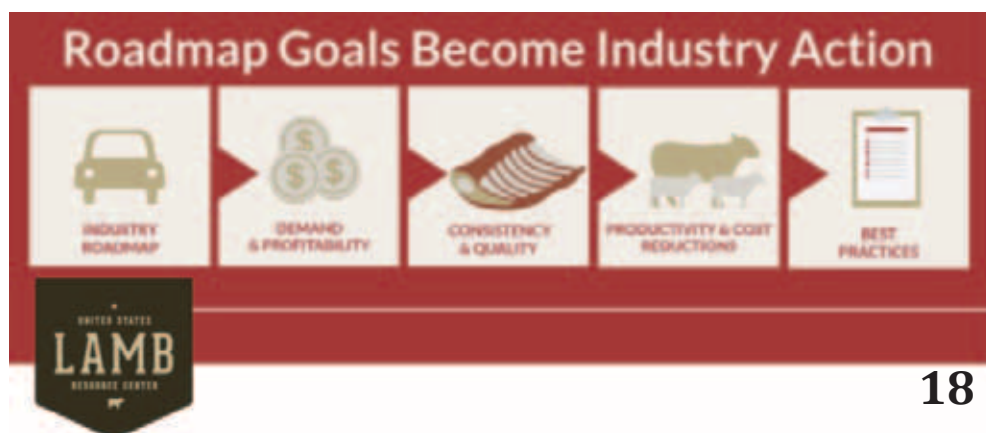 Roadmap Goals Become Industry Action
INDUSTRY
ROADMAP
DEMAND
& PROFITABILITY
CONSISTENCY
& QUALITY
PRODUCTIVITY & COST
REDUCTIONS
BEST
PRACTICES
UNITED STATES
LAMB
RESOURCE CENTER
18